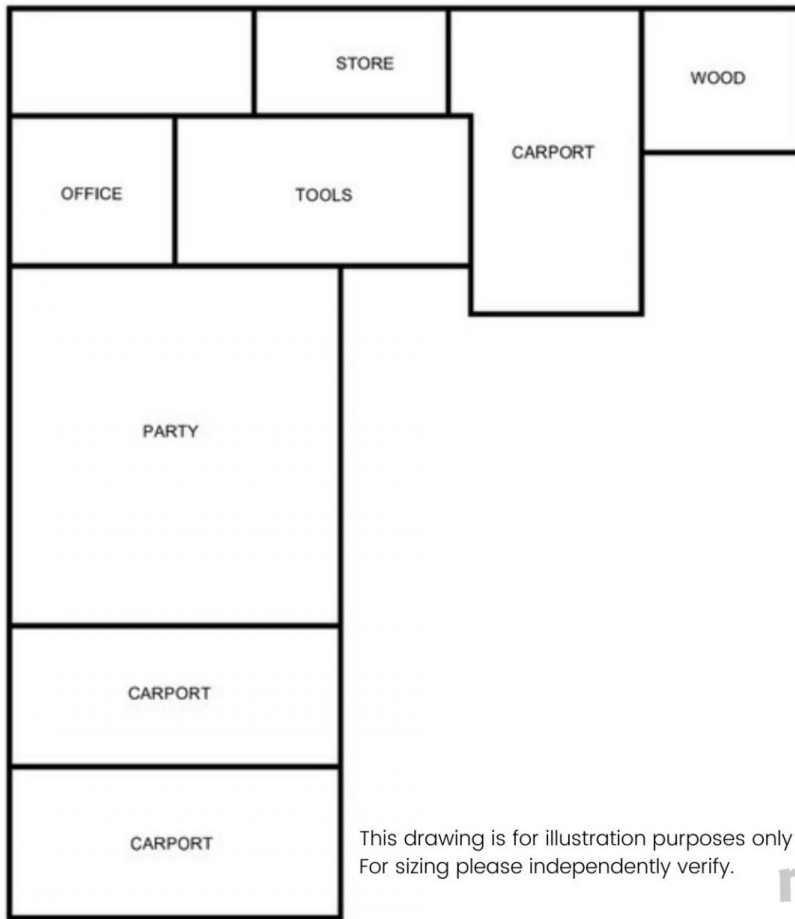 STORE
WOOD
CARPORT
OFFICE
TOOLS
PARTY
CARPORT
CARPORT
This drawing is for illustration purposes only
For sizing please independently verify.